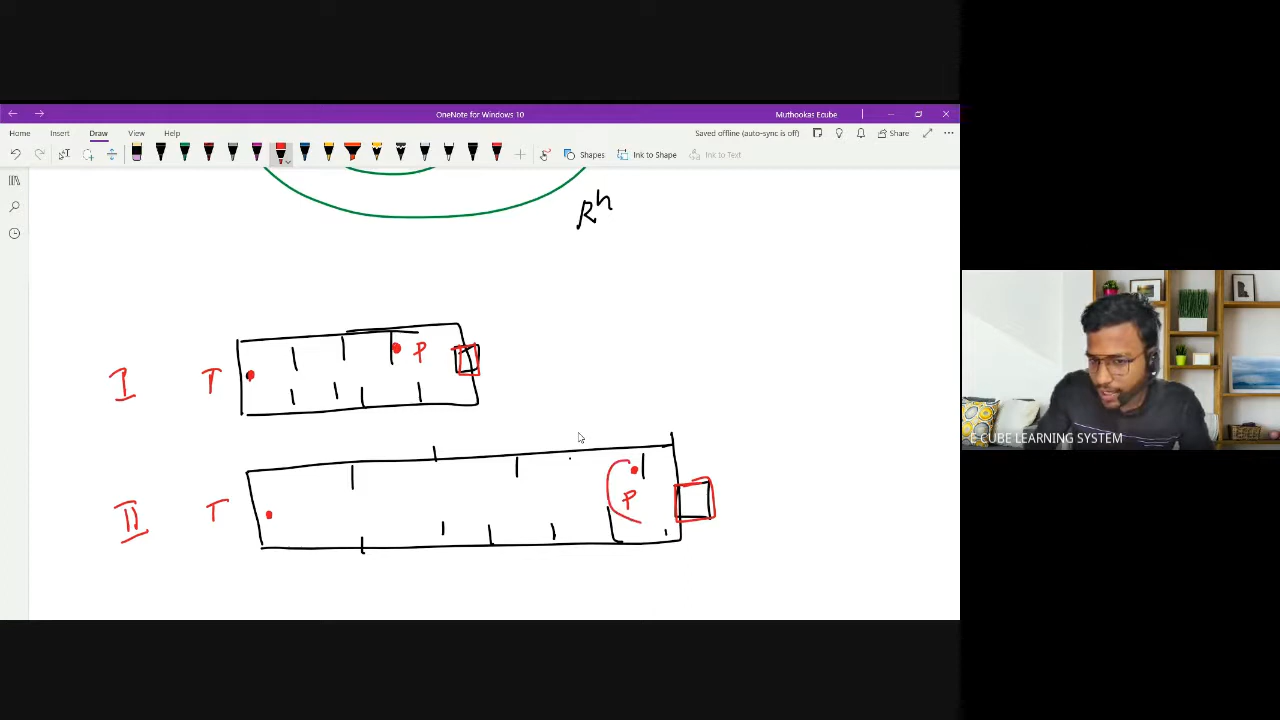 OneNote for Windows 10
Muthookas Ecube
Home Insert Draw View Help
Saved offline (auto-sync is off)
Share
Shapes
Ink to Shape
Ink to Text
Rh
P
I T
P
II T
E CUBE LEARNING SYSTEM